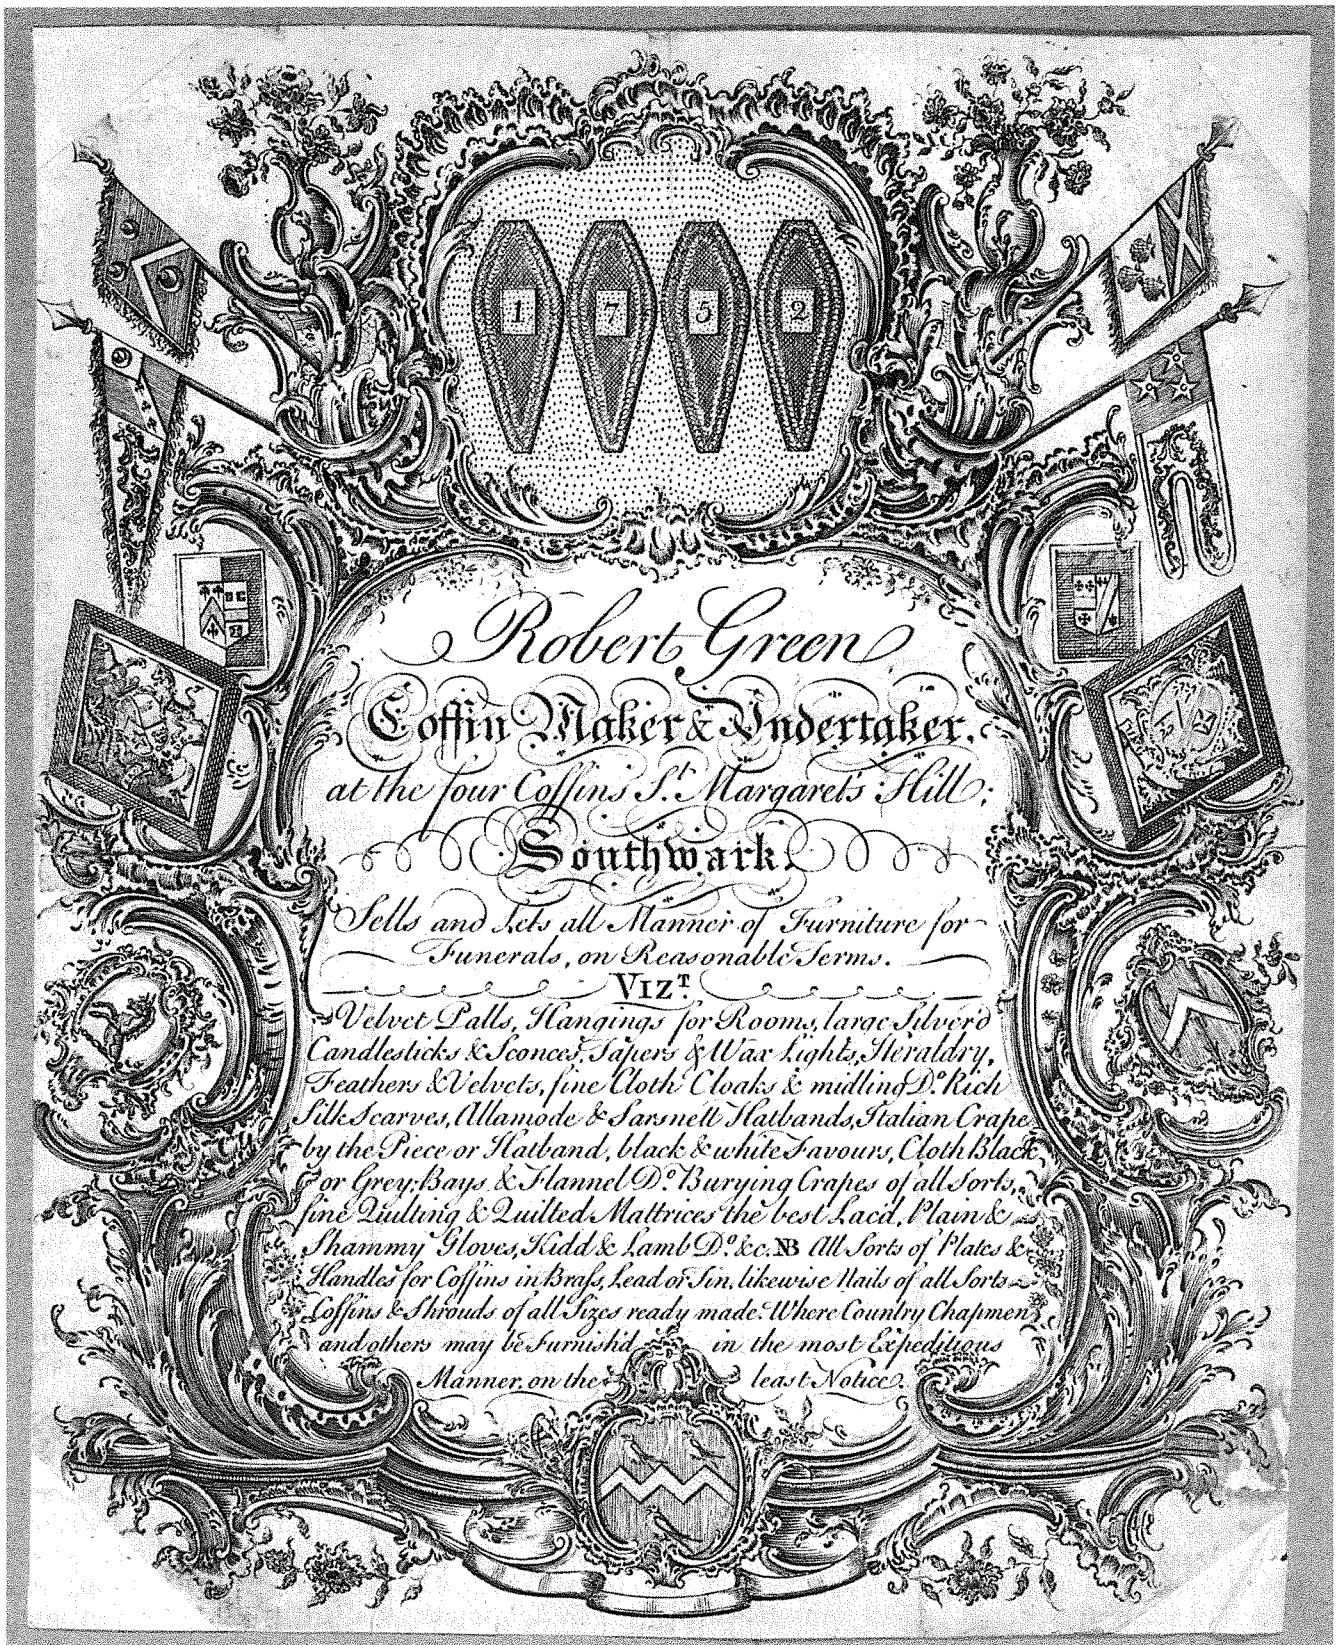 1 7 5 2
Robert Green
Coffin Maker & Undertaker.
at the four Coffins St. Margarets Hill;
Southwark.
Sells and Lets all Manner of Furniture for
Funerals, on Reasonable Terms.
VIZT.
Velvet Palls, Hangings for Rooms, large Silver'd
Candlesticks & Sconces, Tapers & Wax Lights, Heraldry,
Feathers & Velvets, fine Cloth Cloaks & midling Do. Rich
Silk Scarves, Allamode & Sarsnett Hatbands, Italian Crape
by the Piece or Hatband, black & white Favours, Cloth Black
or Grey, Bays, & Flannel Do. Burying Crapes of all Sorts,
fine Quilting & Quilted Mattrices the best Lac'd, Plain &
Shammy Gloves, Kidd & Lamb Do. &c. NB All Sorts of Plates &
Handles for Coffins in Brass, Lead or Tin, likewise Nails of all Sorts
Coffins & Shrouds of all Sizes ready made. Where Country Chapmen
and others may be Furnish'd in the most Expeditious
Manner, on the least Notice.